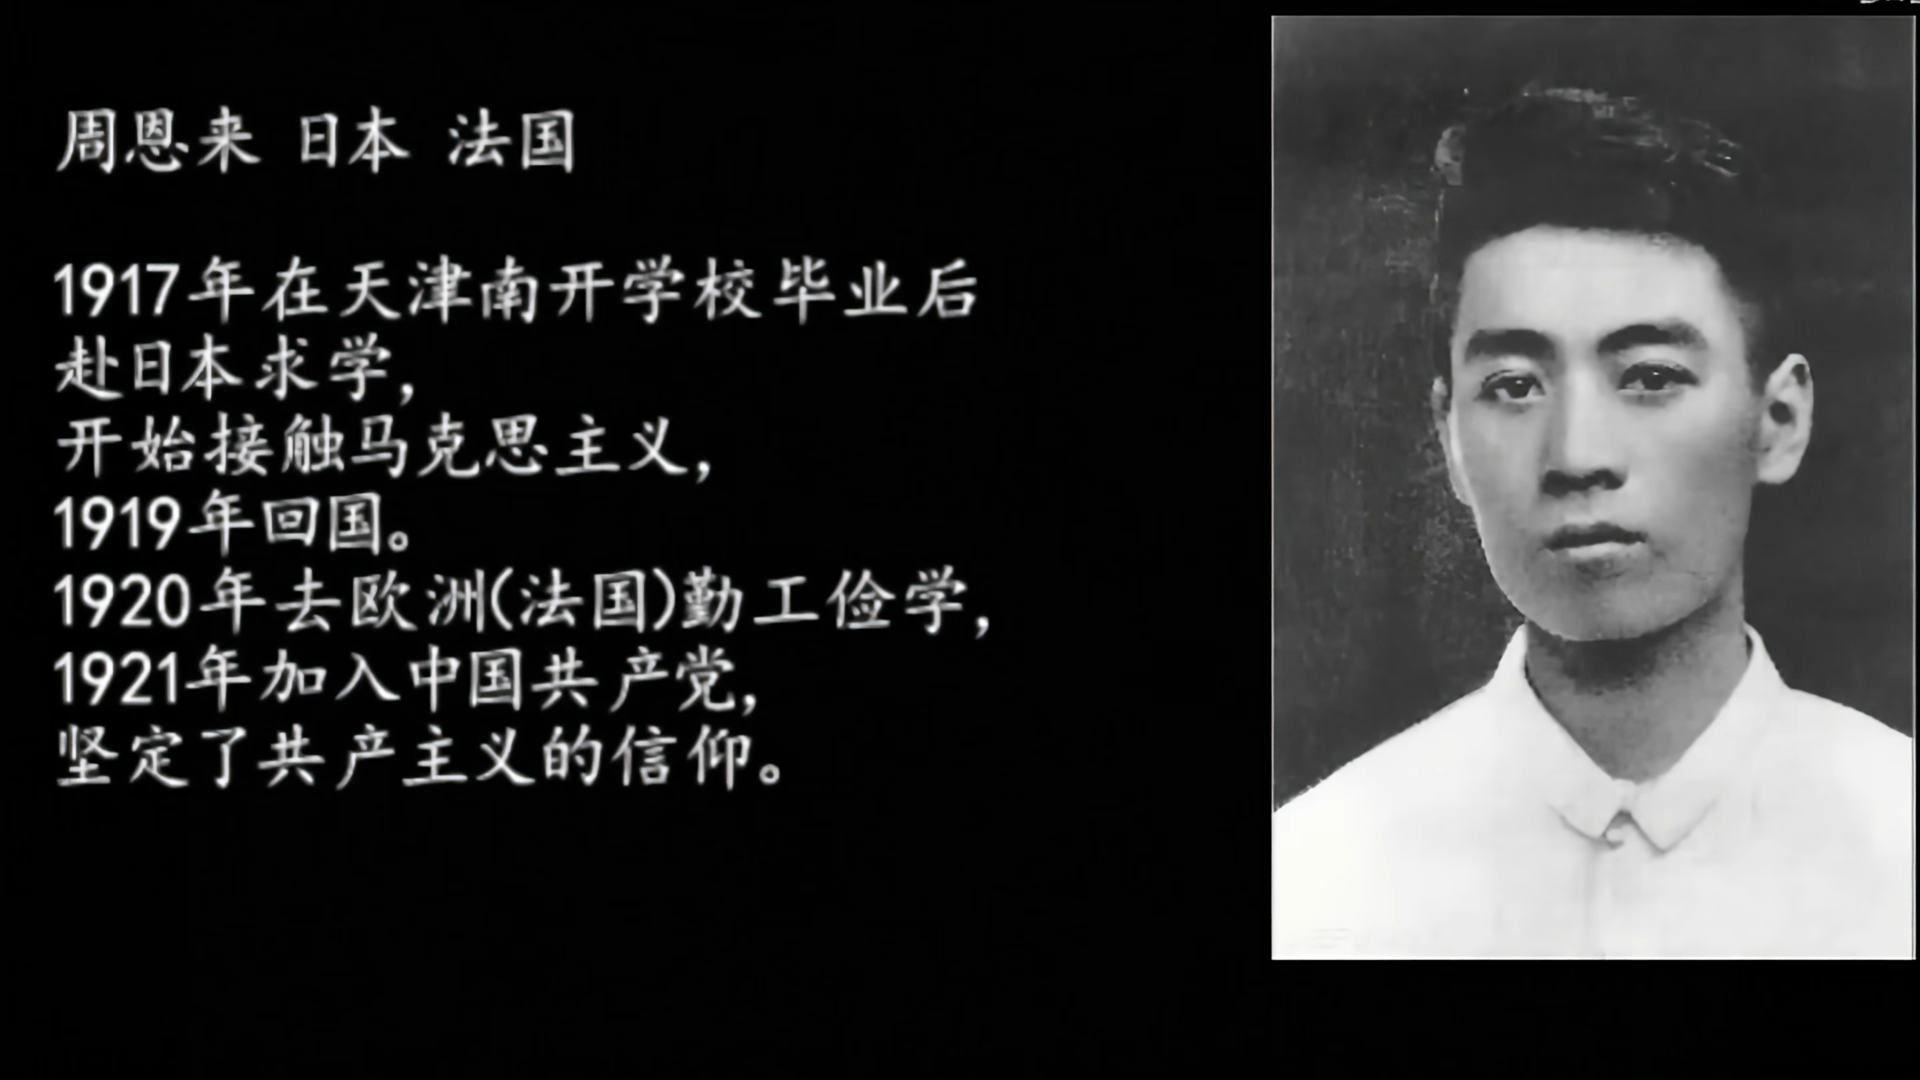 周恩来 日本 法国
1917年在天津南开学校毕业后
赴日本求学，
开始接触马克思主义，
1919年回国。
1920年去欧洲(法国)勤工俭学，
1921年加入中国共产党，
坚定了共产主义的信仰。